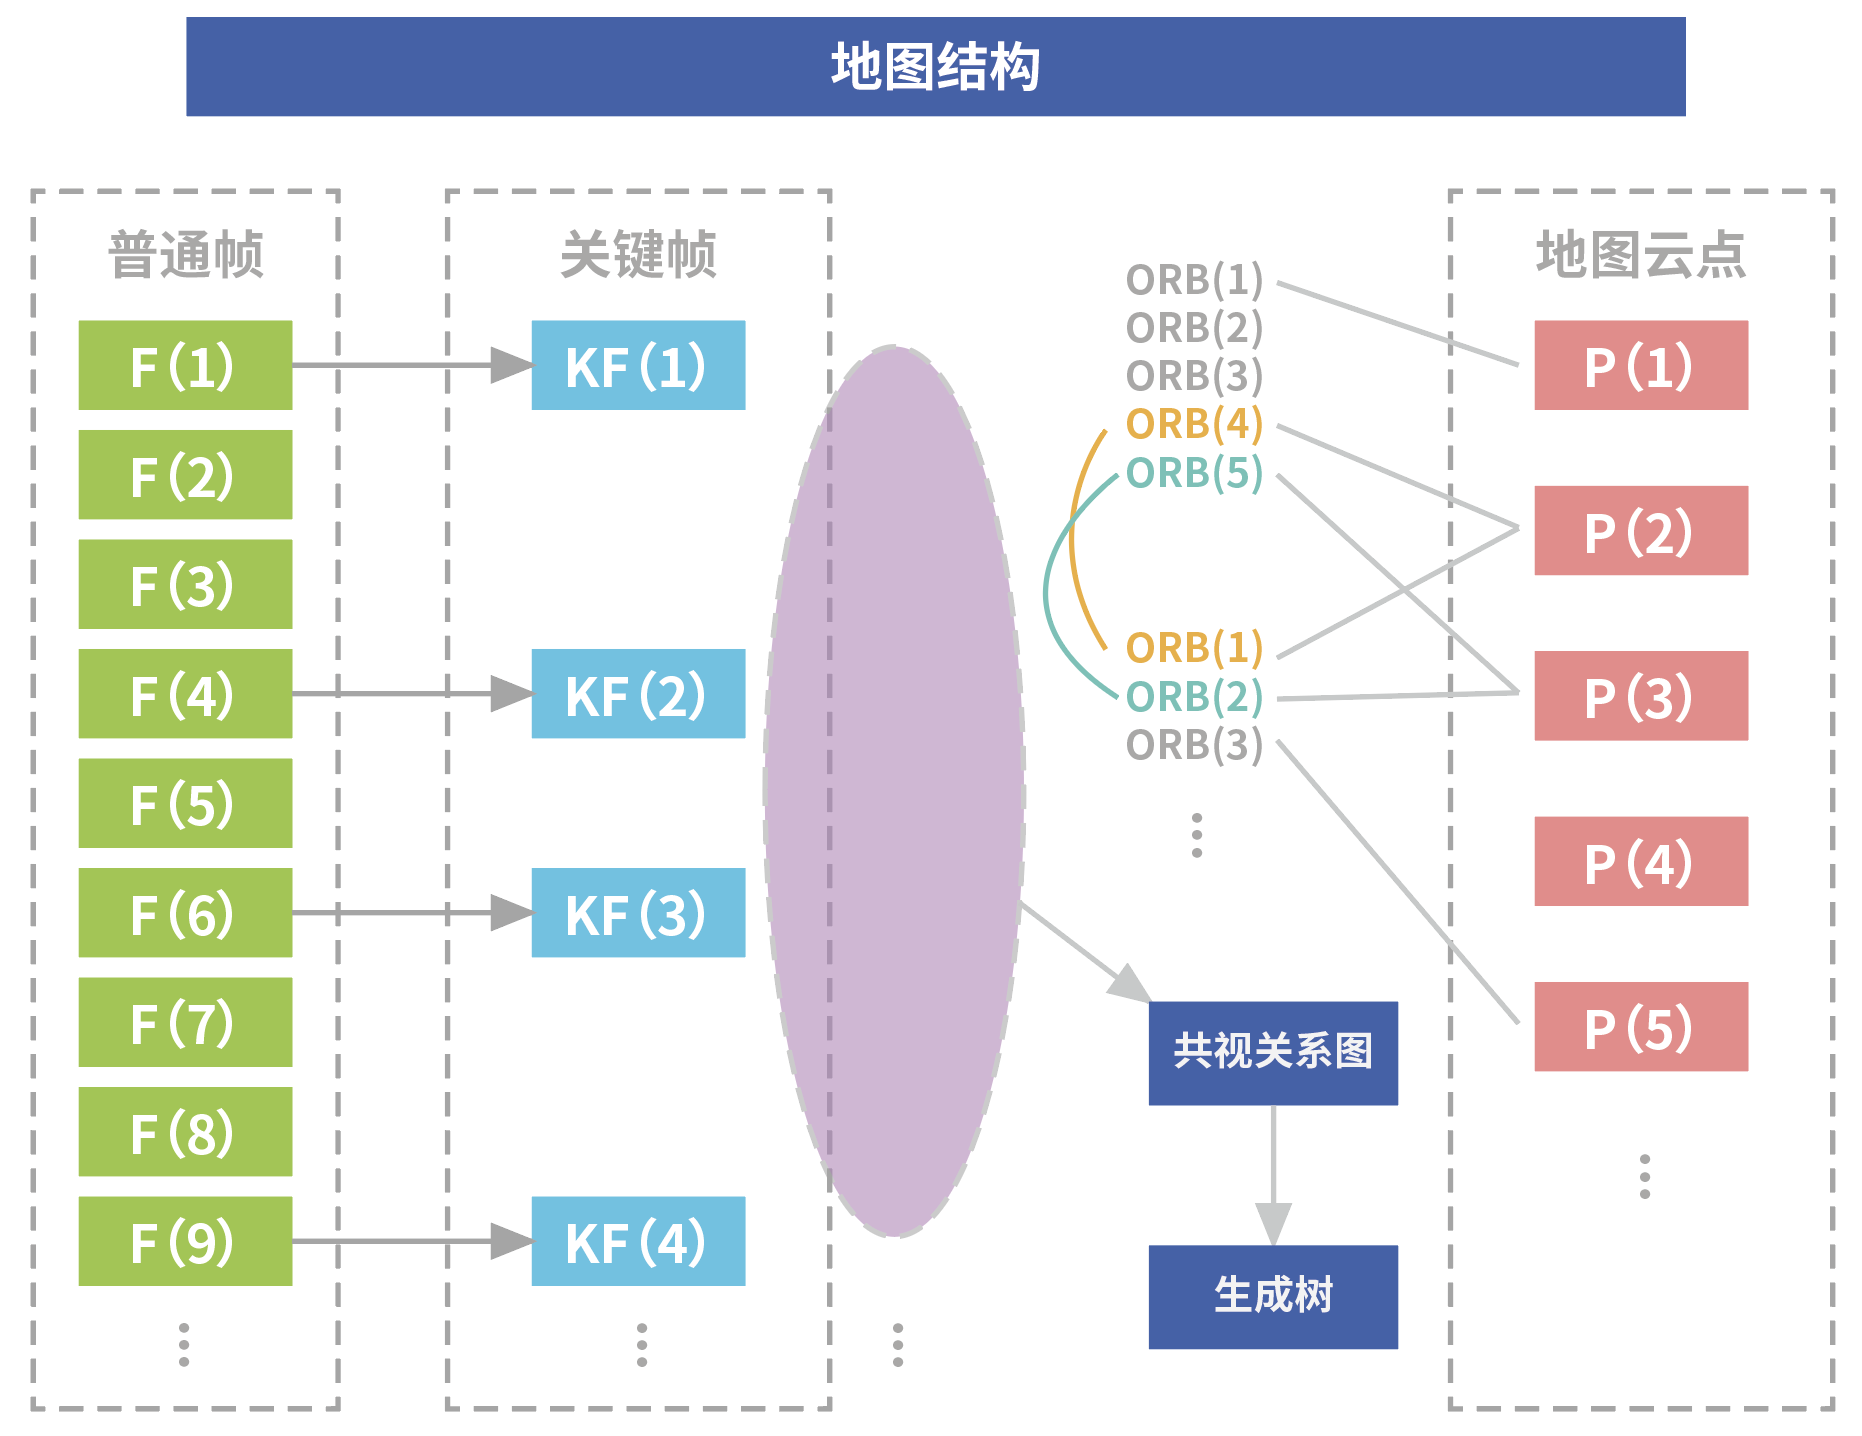 地图结构
普通帧
F（1）
F（2）
F（3）
F（4）
F（5）
F（6）
F（7）
F（8）
F（9）
关键帧
KF（1）
KF（2）
KF（3）
KF（4）
ORB(1)
ORB(2)
ORB(3)
ORB(4)
ORB(5)
ORB(1)
ORB(2)
ORB(3)
共视关系图
生成树
地图云点
P（1）
P（2）
P（3）
P（4）
P（5）